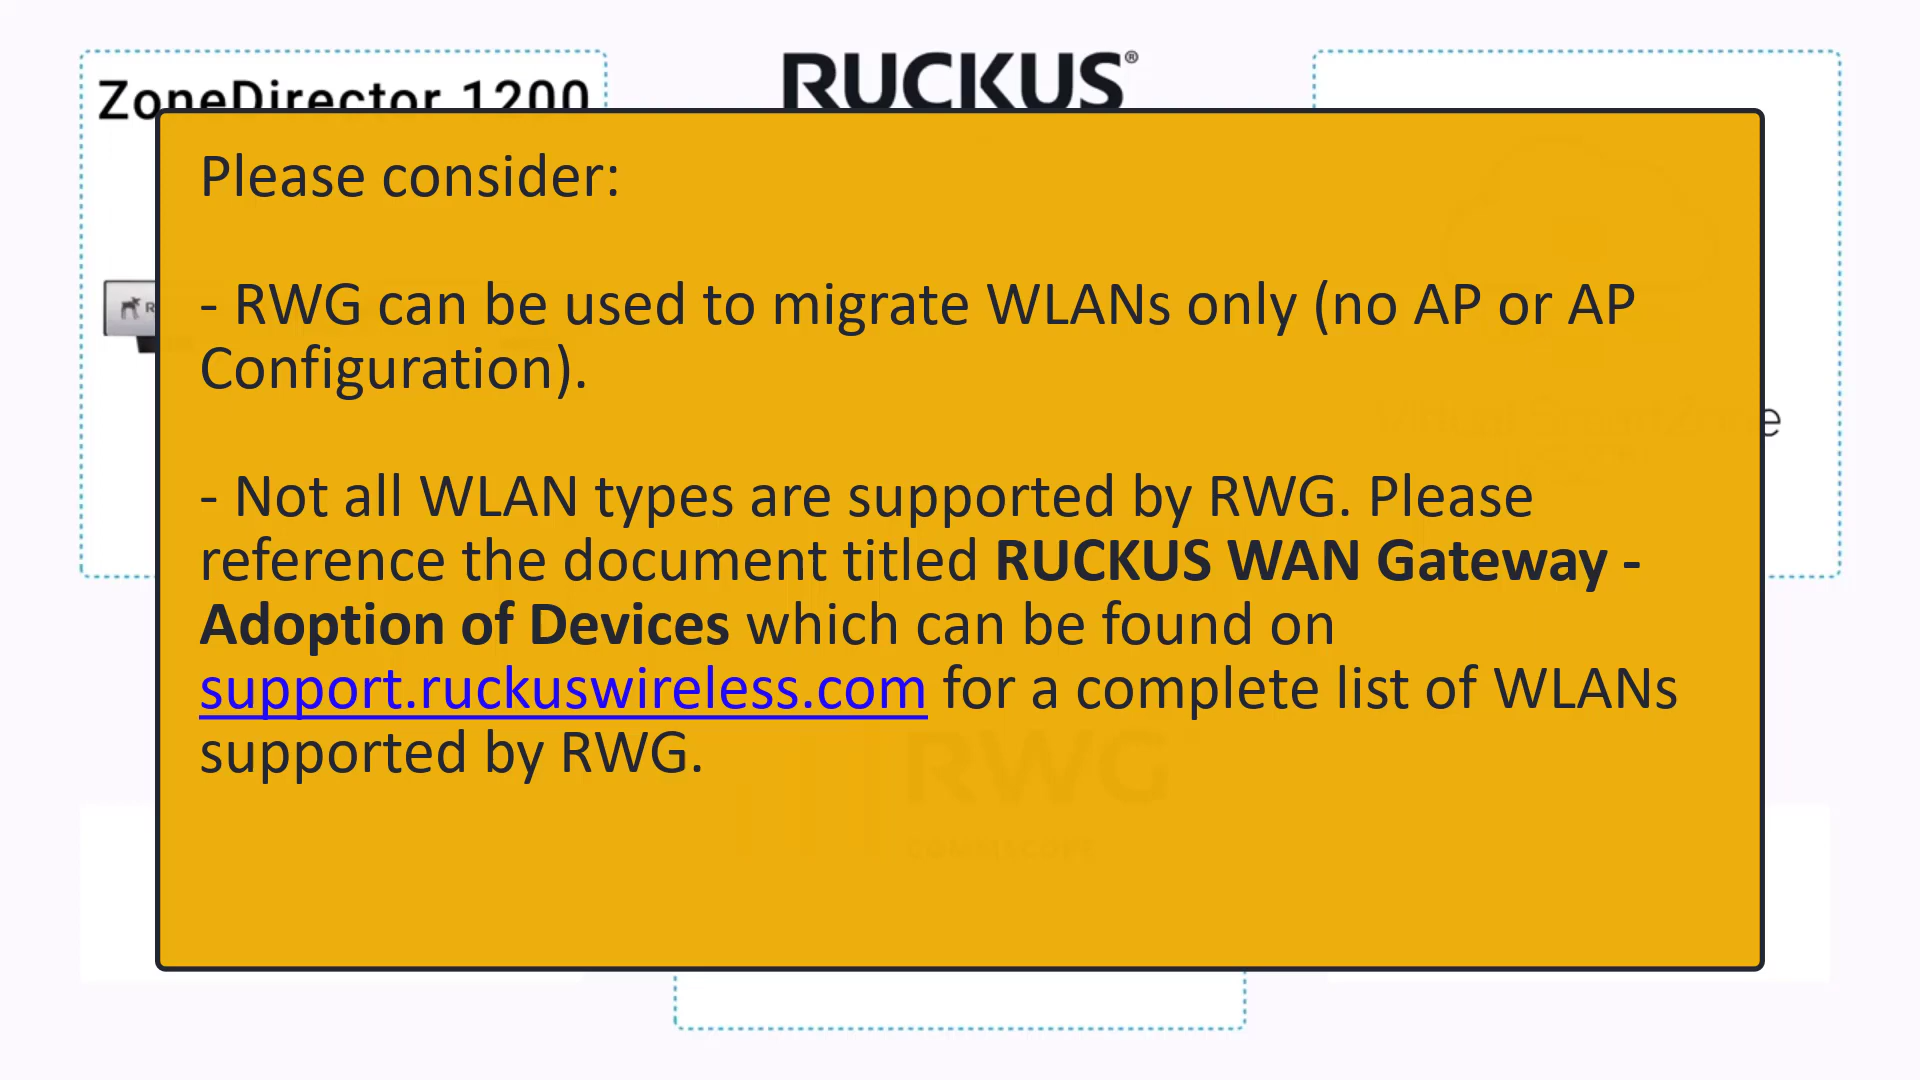 ZoneDirector 1200
RUCKUS®
Please consider:
- RWG can be used to migrate WLANs only (no AP or AP
Configuration).
- Not all WLAN types are supported by RWG. Please
reference the document titled RUCKUS WAN Gateway -
Adoption of Devices which can be found on
support.ruckuswireless.com for a complete list of WLANs
supported by RWG.
RWG
COMMSCOPE